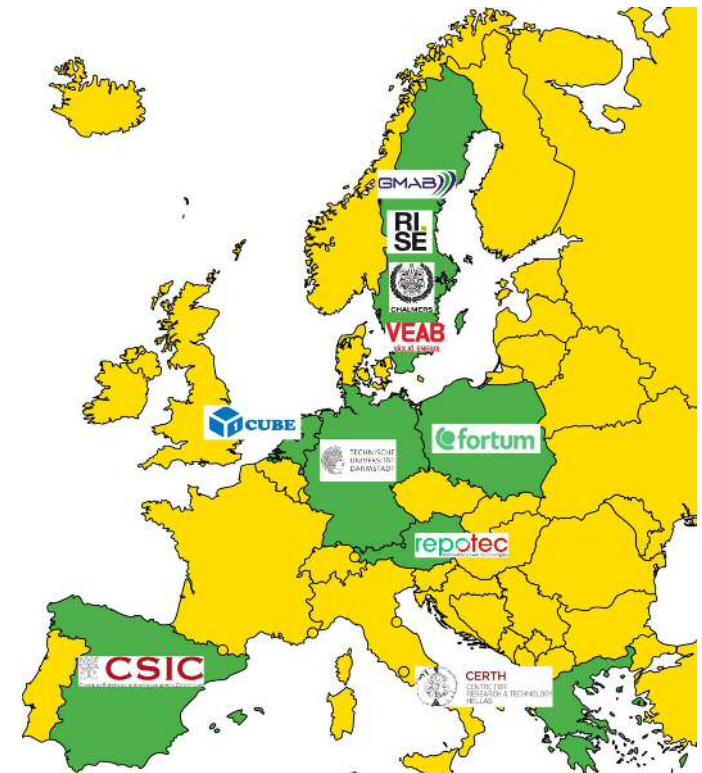 GMAB
RI.
SE
CHALMERS
VEAB
VÄXJÖ ENERGI
1 CUBE
TECHNISCHE
UNIVERSITÄT
DARMSTADT
fortum
repotec
CSIC
CERTH
CENTRE FOR
RESEARCH & TECHNOLOGY
HELLAS